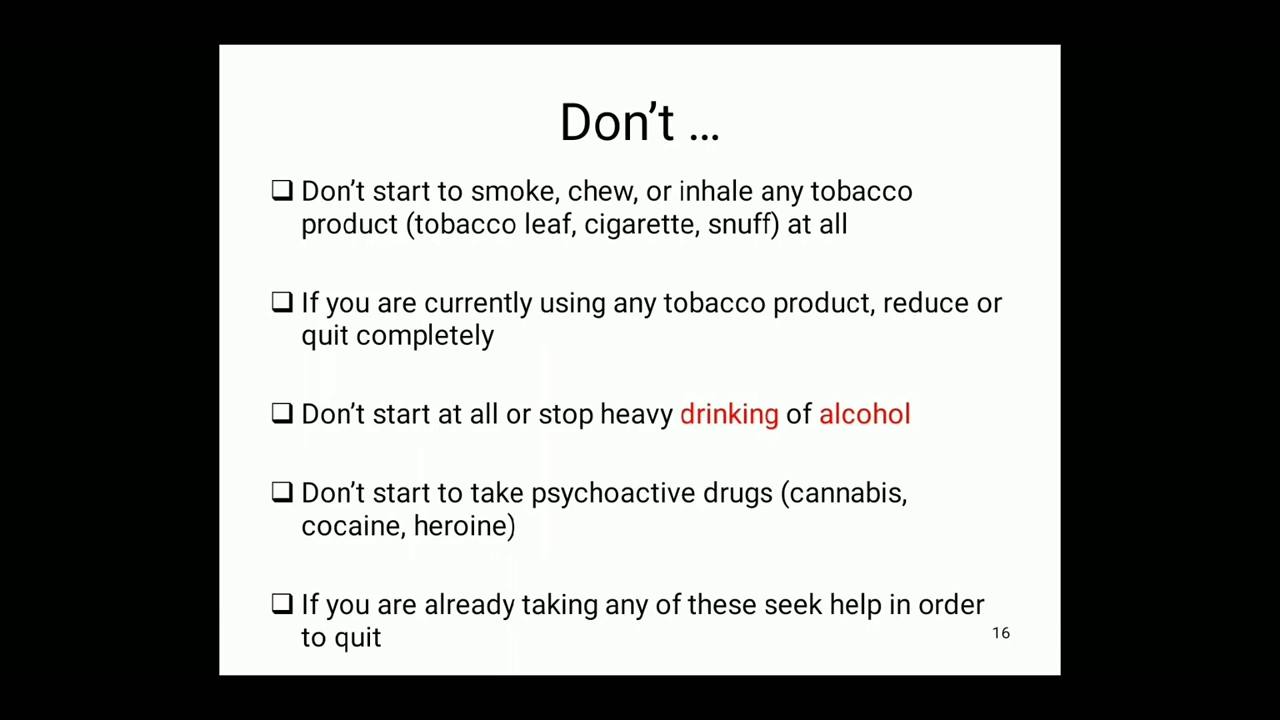 Don't …
❑ Don't start to smoke, chew, or inhale any tobacco
product (tobacco leaf, cigarette, snuff) at all
❑ If you are currently using any tobacco product, reduce or
quit completely
❑ Don't start at all or stop heavy drinking of alcohol
❑ Don't start to take psychoactive drugs (cannabis,
cocaine, heroine)
❑ If you are already taking any of these seek help in order
to quit
16